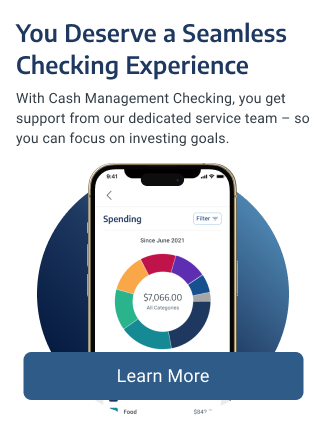 You Deserve a Seamless
Checking Experience
With Cash Management Checking, you get
support from our dedicated service team – so
you can focus on investing goals.
9:41
Spending
Filter
Since June 2021
$7,066.00
All Categories
Learn More
Food